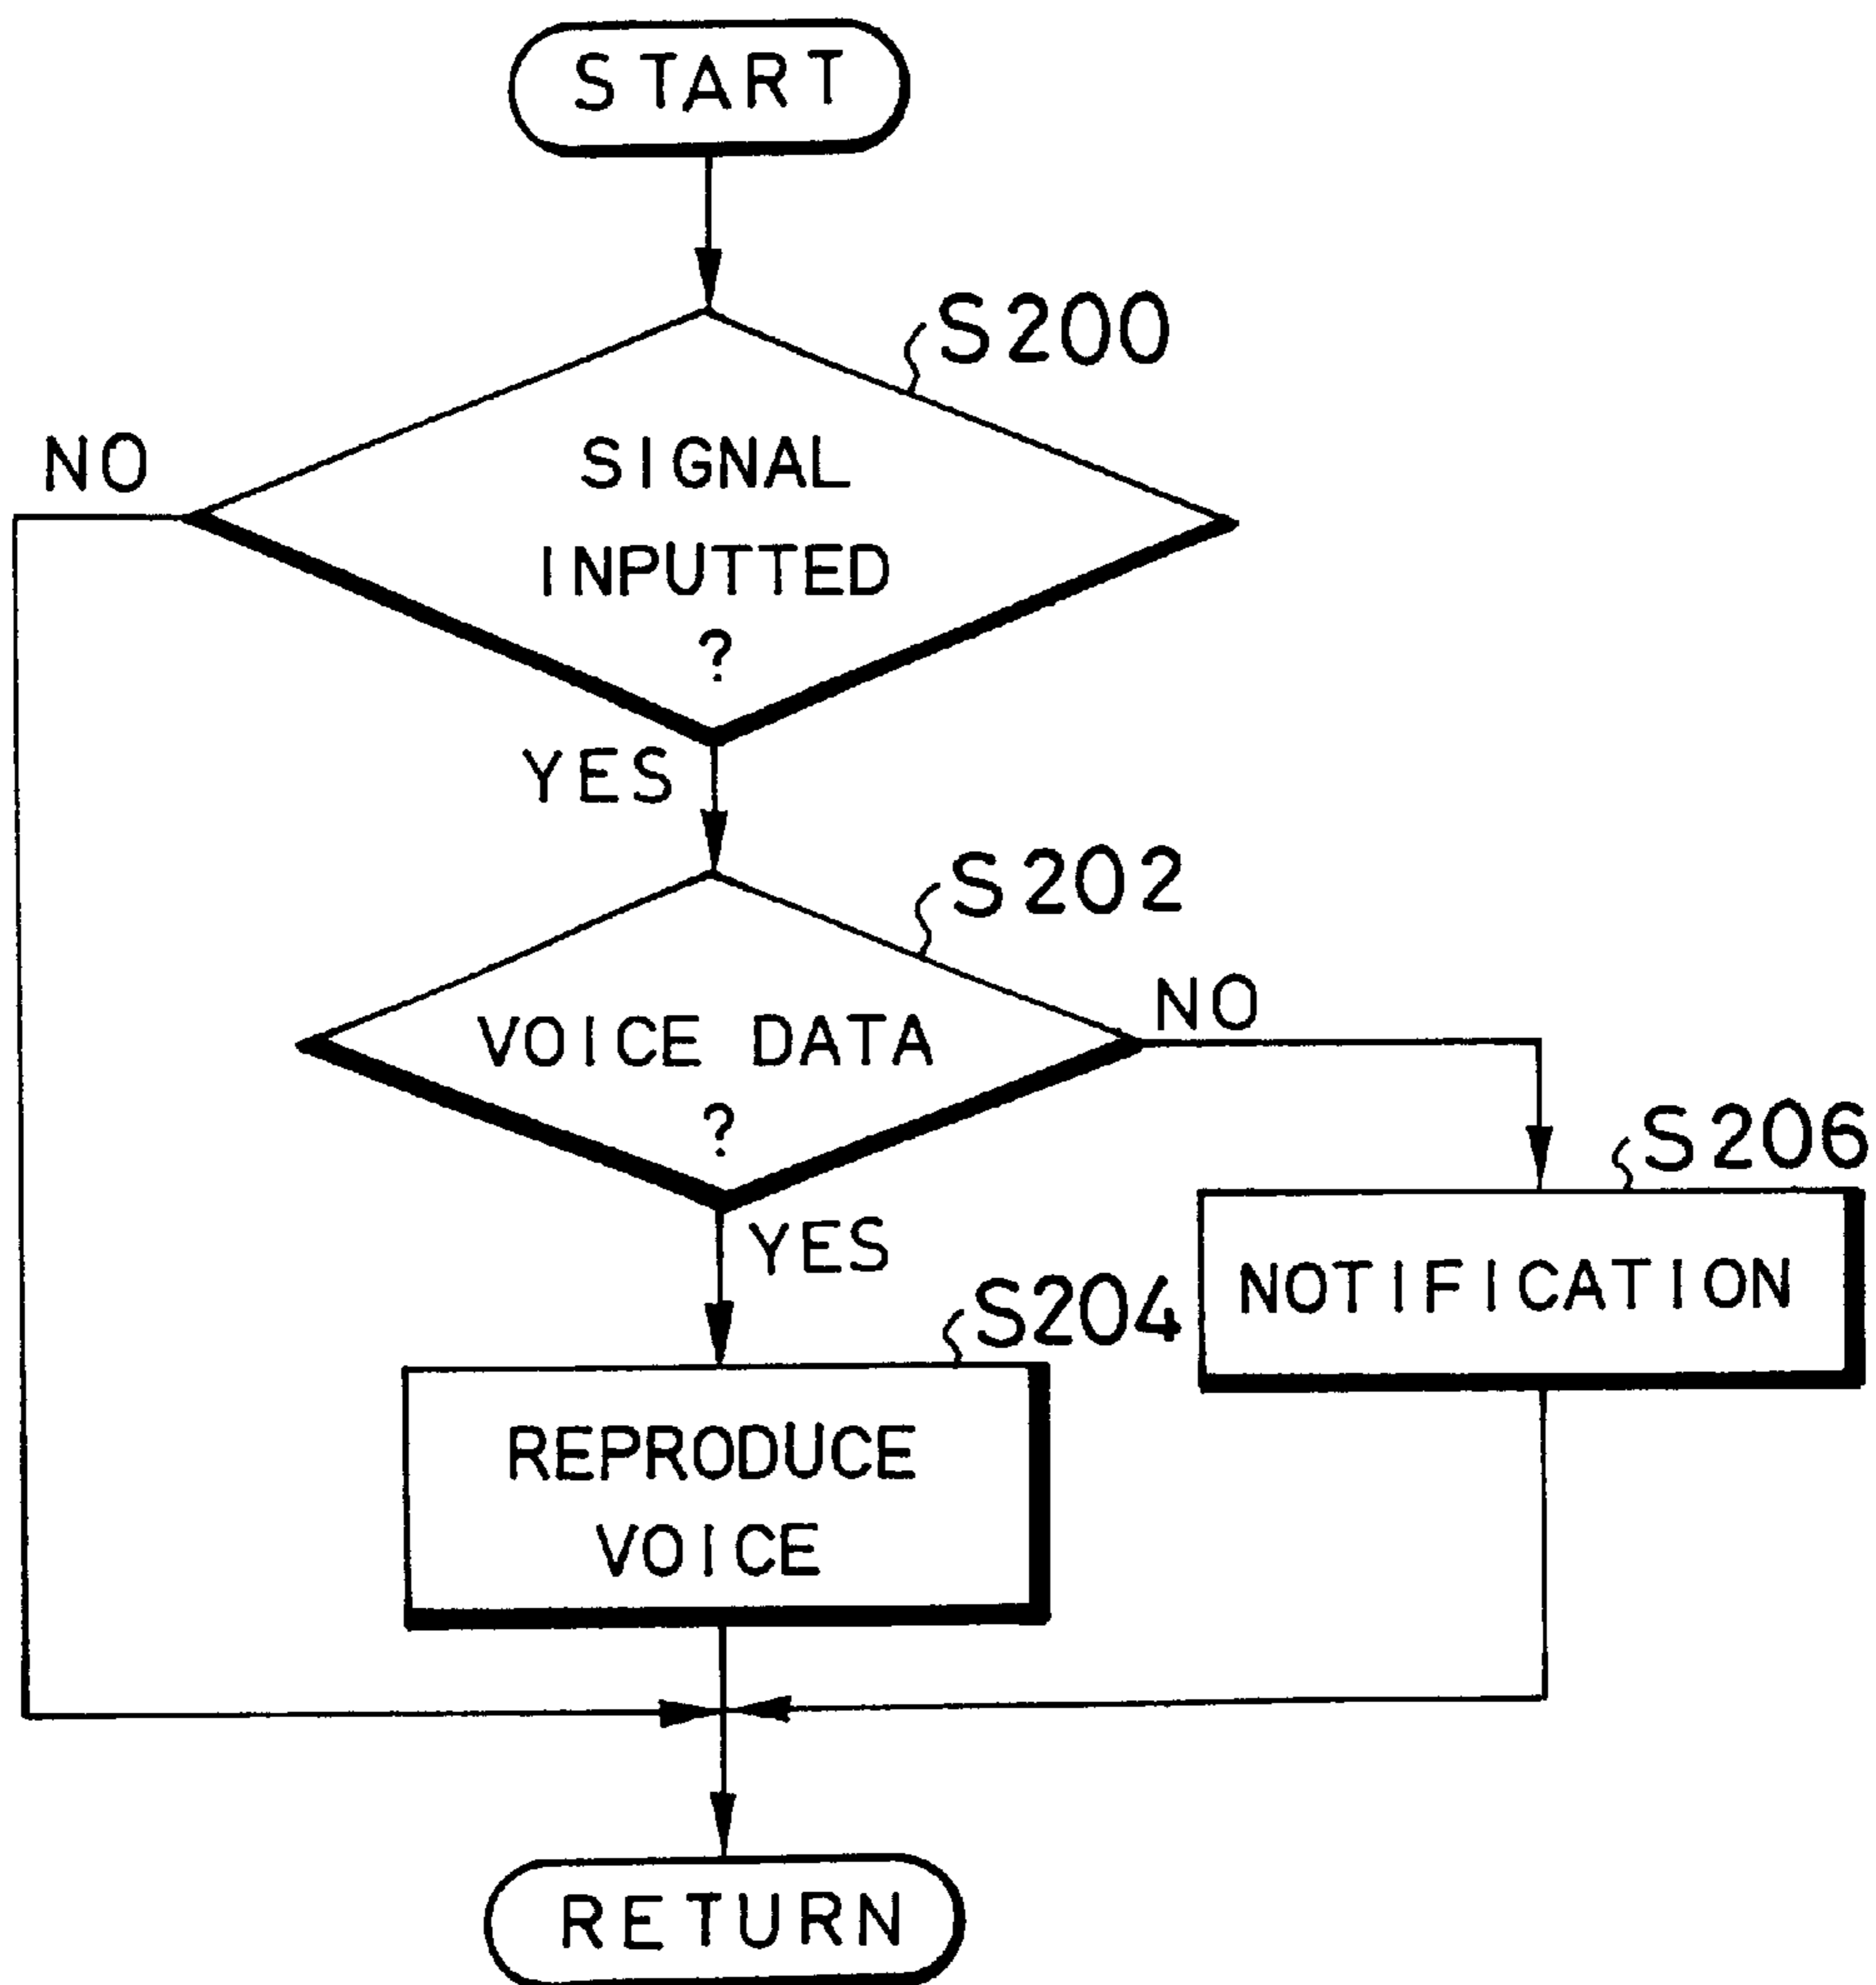 START
S200
NO
SIGNAL
INPUTTED
?
YES
S202
NO
VOICE DATA
?
S206
YES
NOTIFICATION
S204
REPRODUCE
VOICE
RETURN